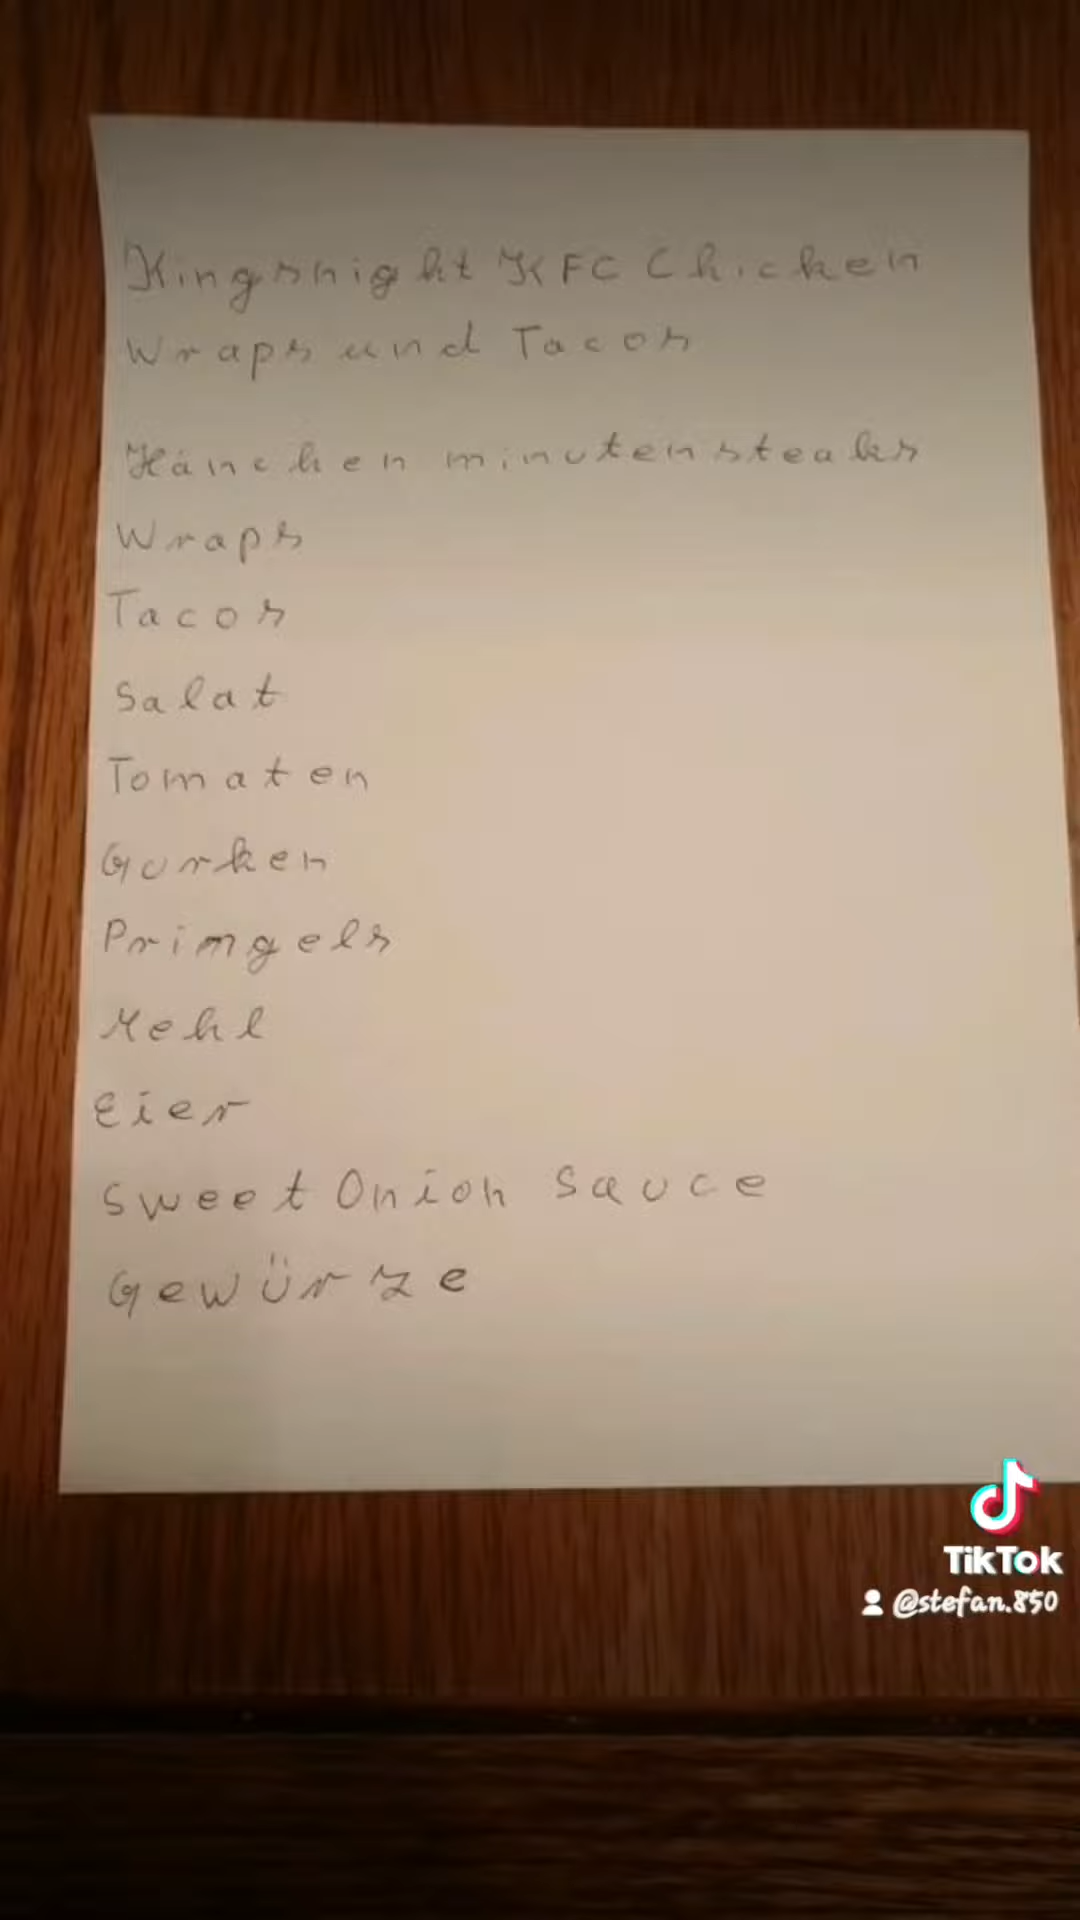 Kingsnight KFC Chicken
Wraps und Tacos
Hänchen minutensteaks
Wraps
Tacos
Salat
Tomaten
Gurken
Primgels
Mehl
Eier
Sweet Onion Sauce
Gewürze
TikTok
@stefan.850